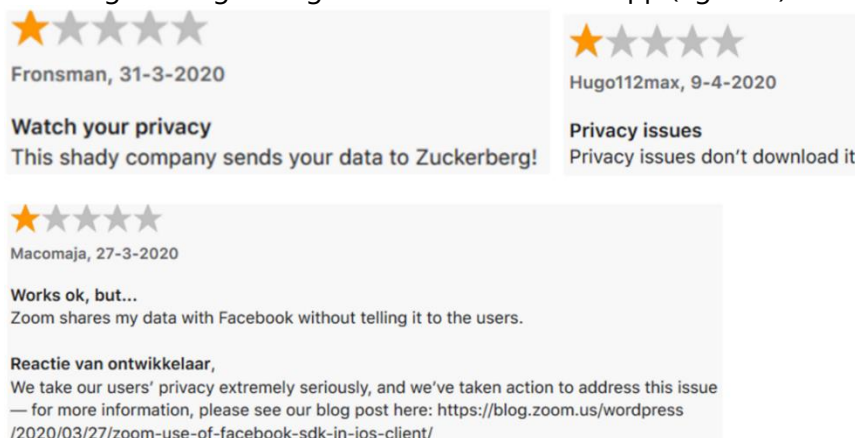 Fronsman, 31-3-2020
Watch your privacy
This shady company sends your data to Zuckerberg!
Hugo112max, 9-4-2020
Privacy issues
Privacy issues don't download it
Macomaja, 27-3-2020
Works ok, but...
Zoom shares my data with Facebook without telling it to the users.
Reactie van ontwikkelaar,
We take our users' privacy extremely seriously, and we've taken action to address this issue
— for more information, please see our blog post here: https://blog.zoom.us/wordpress
/2020/03/27/zoom-use-of-facebook-sdk-in-ios-client/